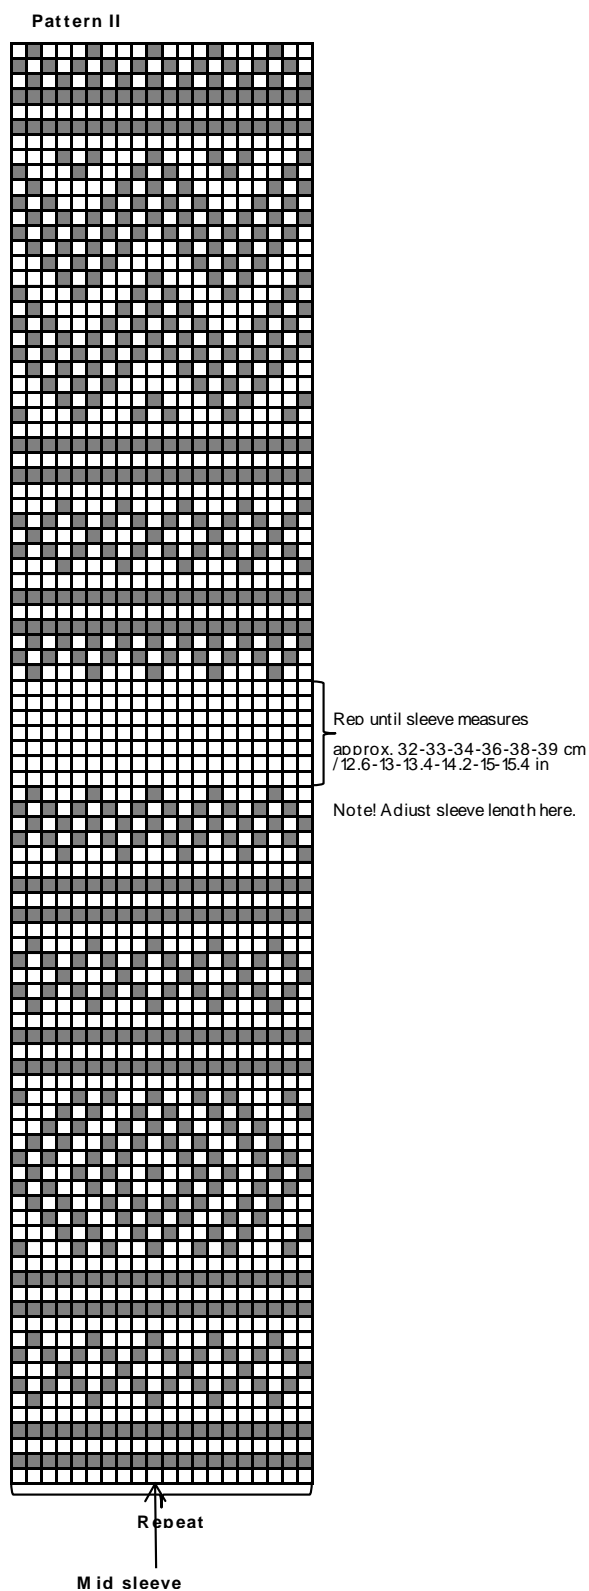 Pattern II
Rep until sleeve measures
approx. 32-33-34-36-38-39 cm
/12.6-13-13.4-14.2-15-15.4 in
Note! Adjust sleeve length here.
Repeat
Mid sleeve